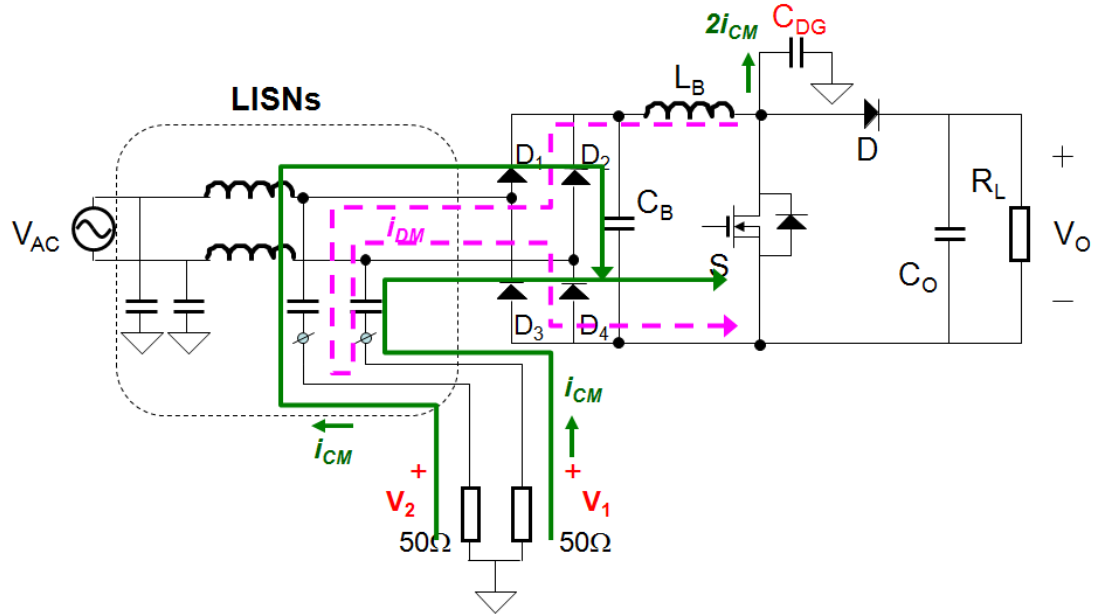 2iCM
CDG
LISNs
LB
D1
D2
D
RL
+
VAC
iDM
CB
VO
S
CO
−
D3
D4
iCM
iCM
+
+
V2
V1
50Ω
50Ω